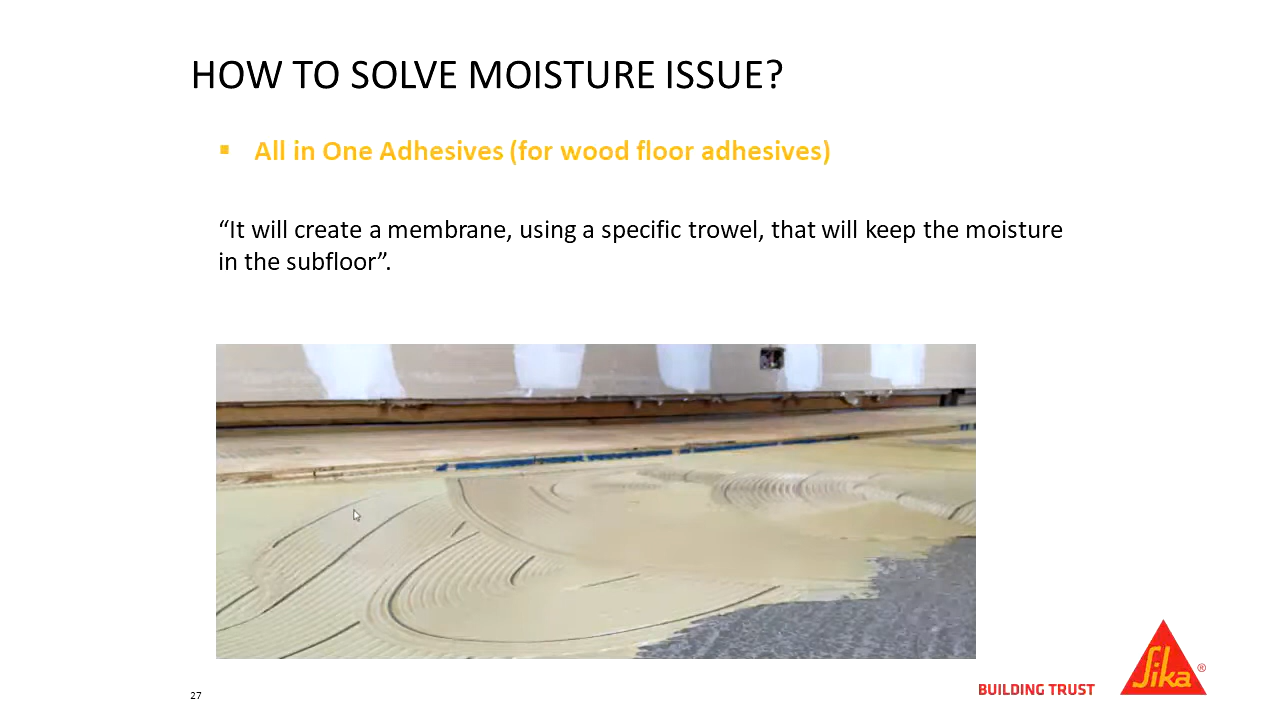 HOW TO SOLVE MOISTURE ISSUE?
▪ All in One Adhesives (for wood floor adhesives)
“It will create a membrane, using a specific trowel, that will keep the moisture
in the subfloor”.
27
BUILDING TRUST
Sika®